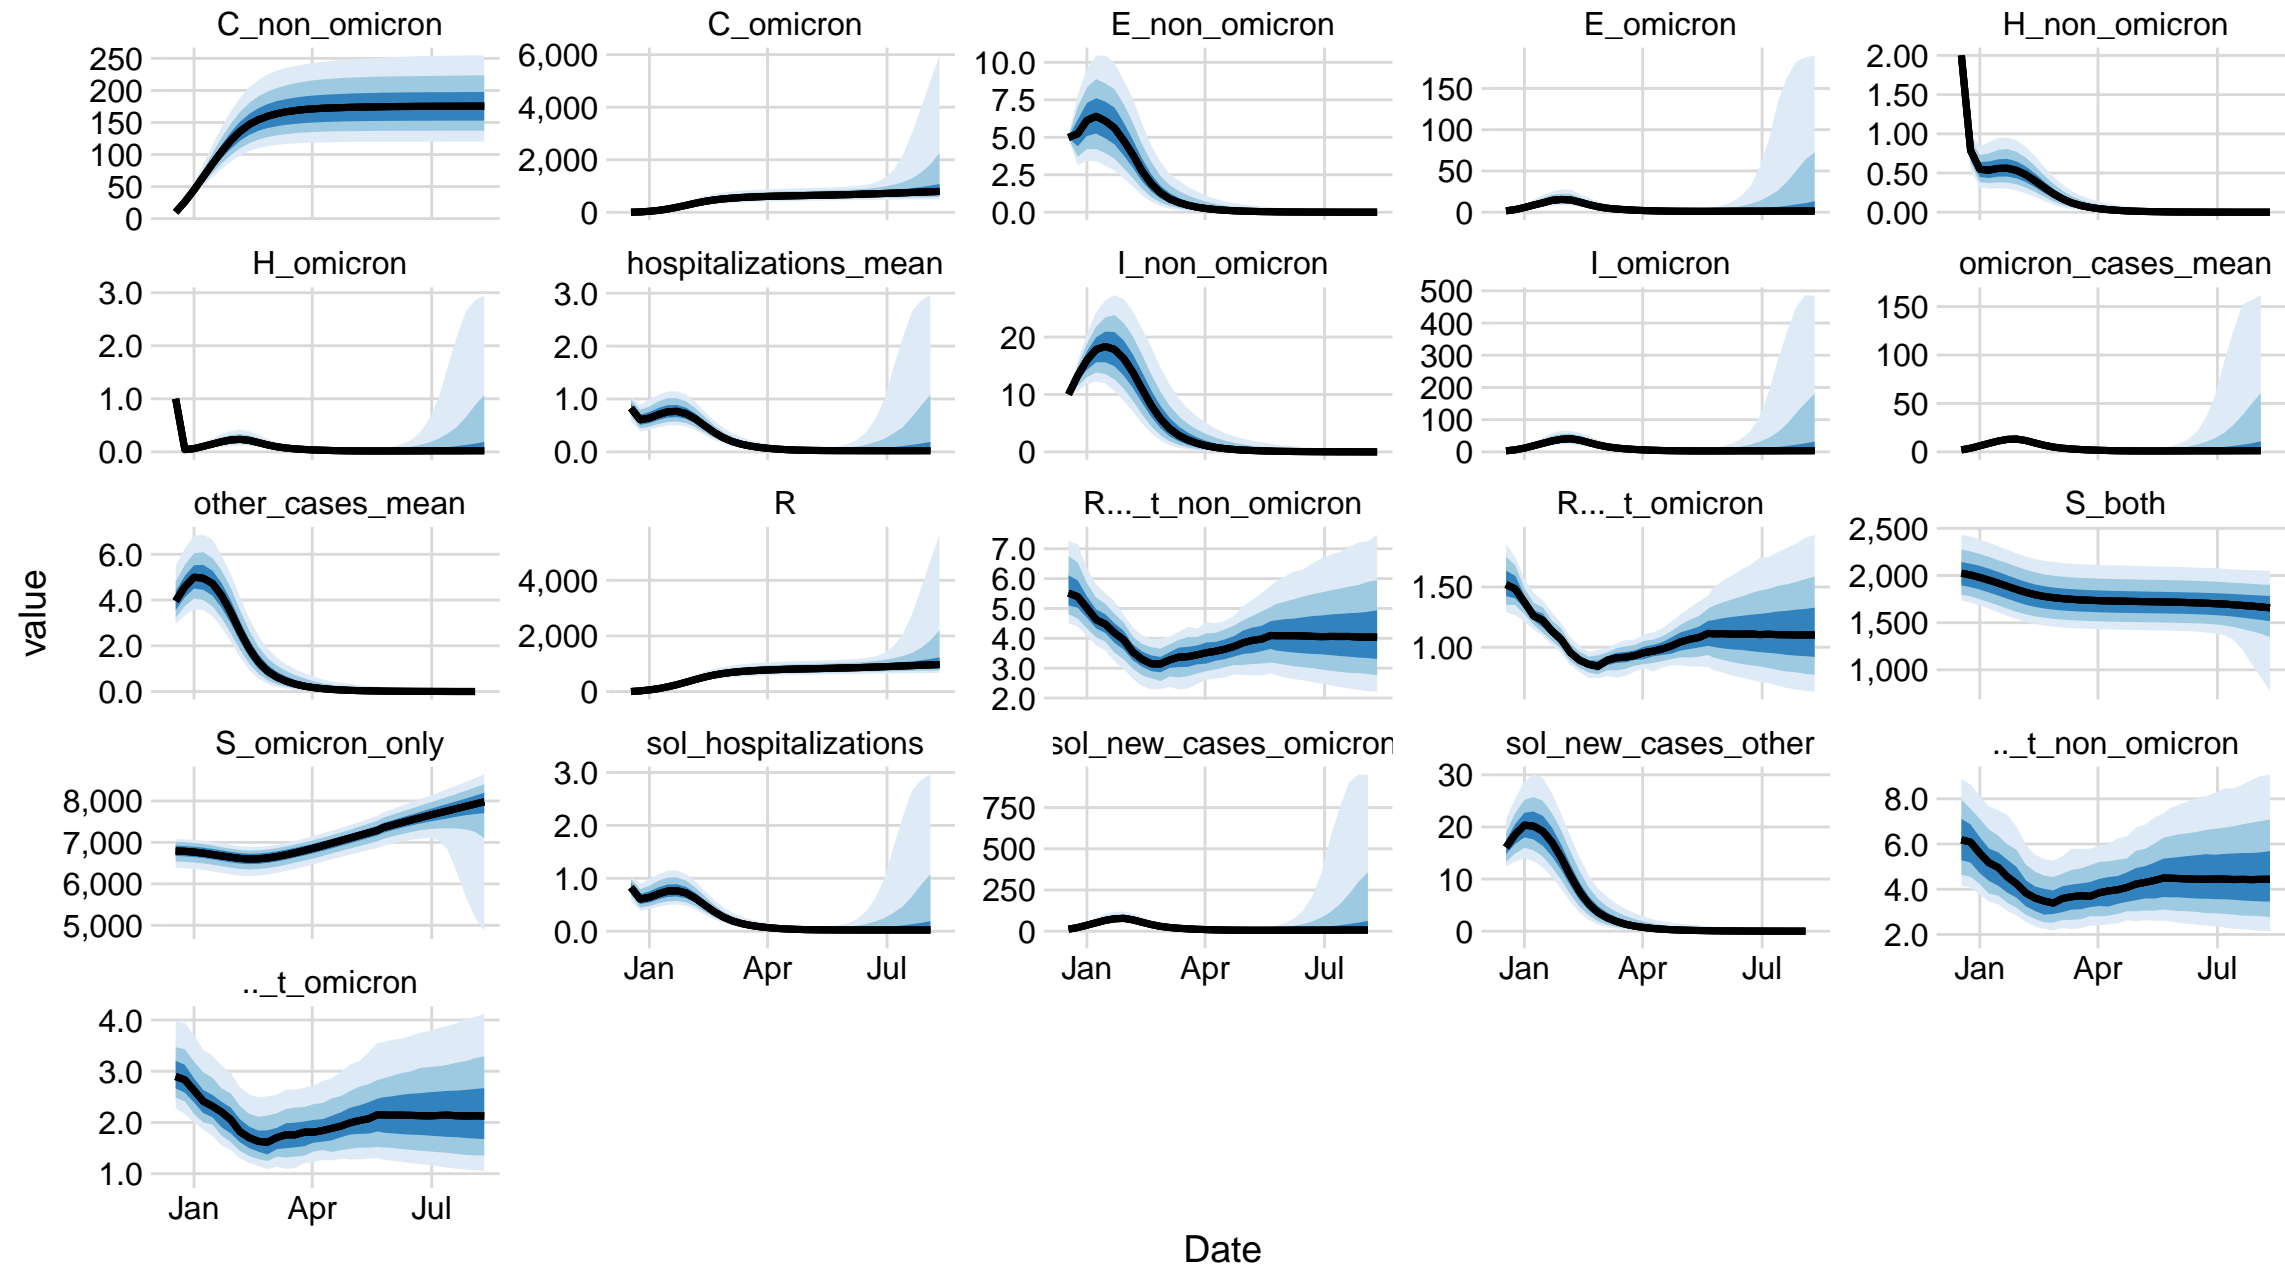 C_non_omicron C_omicron E_non_omicron E_omicron H_non_omicron
250 200 150 100 50 0
6,000 4,000 2,000 0
10.0 7.5 5.0 2.5 0.0
150 100 50 0
2.00 1.50 1.00 0.50 0.00
H_omicron hospitalizations_mean I_non_omicron I_omicron omicron_cases_mean
3.0 2.0 1.0 0.0
3.0 2.0 1.0 0.0
20 10 0
500 400 300 200 100 0
150 100 50 0
other_cases_mean R R..._t_non_omicron R..._t_omicron S_both
6.0 4.0 2.0 0.0
4,000 2,000 0
7.0 6.0 5.0 4.0 3.0 2.0
1.50 1.00
2,500 2,000 1,500 1,000
value
S_omicron_only sol_hospitalizations sol_new_cases_omicron sol_new_cases_other .._t_non_omicron
8,000 7,000 6,000 5,000
3.0 2.0 1.0 0.0
750 500 250 0
30 20 10 0
8.0 6.0 4.0 2.0
Jan Apr Jul Jan Apr Jul Jan Apr Jul Jan Apr Jul
.._t_omicron
4.0 3.0 2.0 1.0
Jan Apr Jul
Date